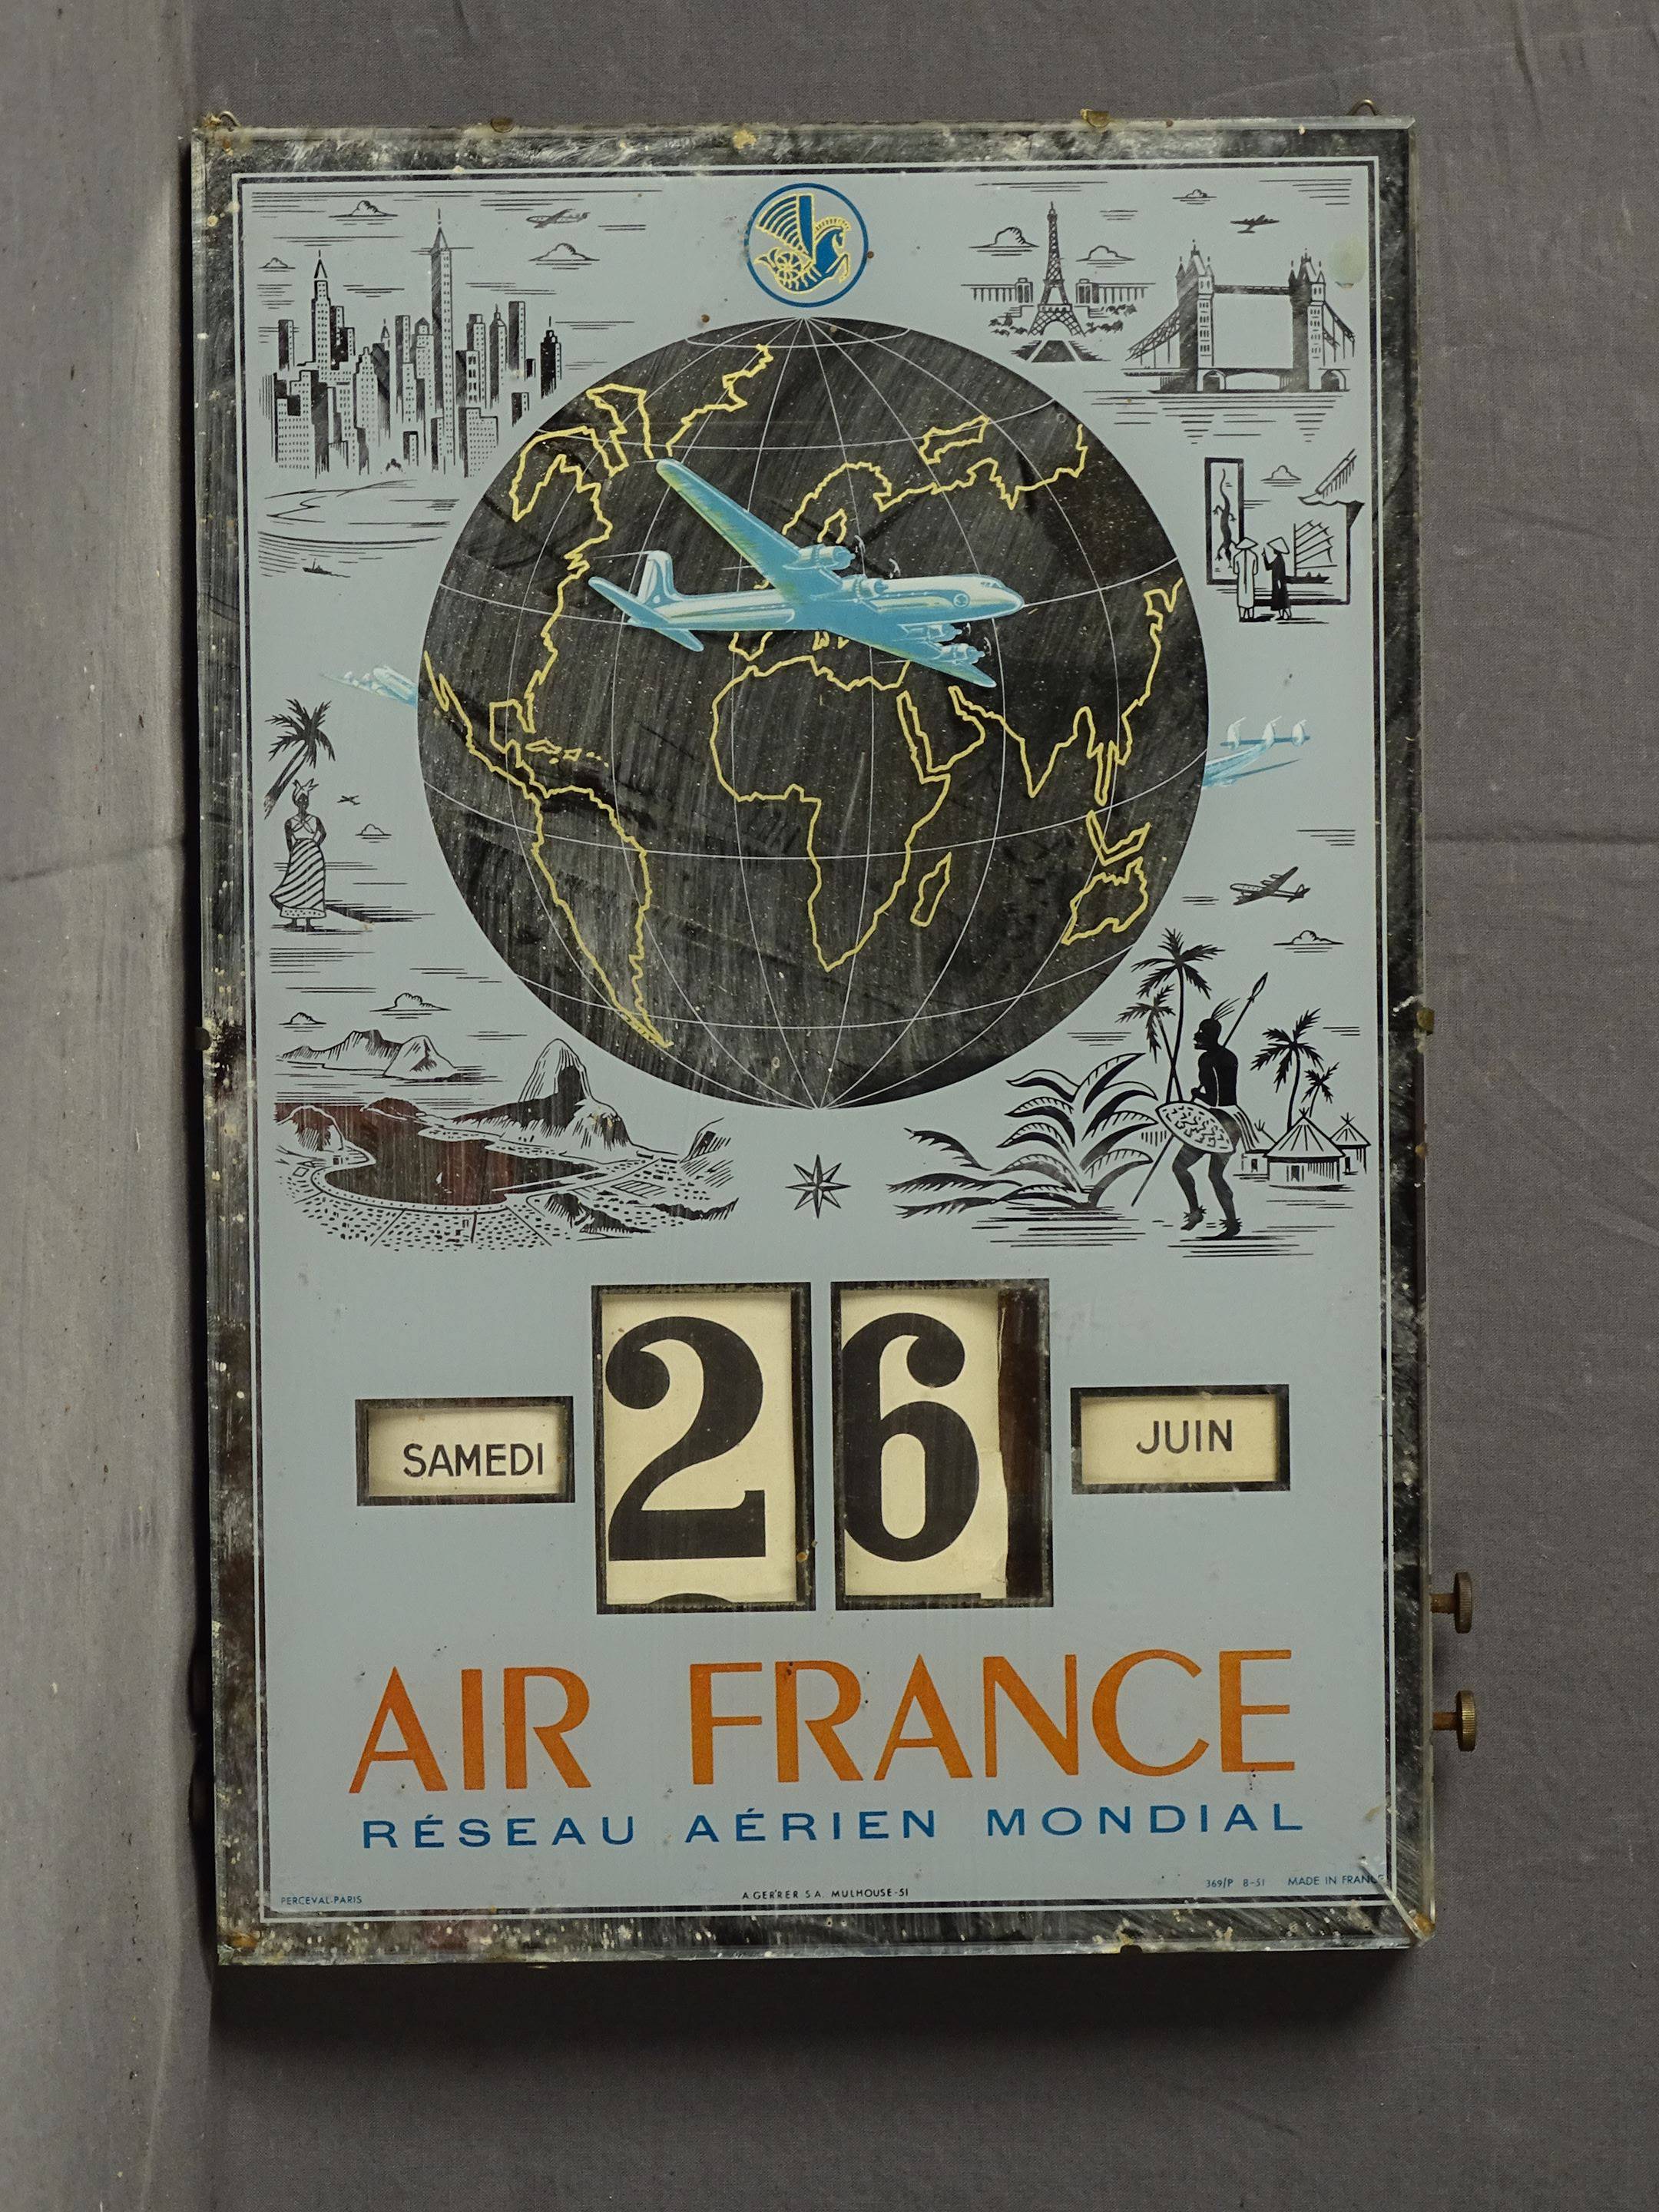 SAMEDI 26 JUIN
AIR FRANCE
RÉSEAU AÉRIEN MONDIAL
PERCEVAL-PARIS A.GERRER S.A. MULHOUSE-51 369/P 8-51 MADE IN FRANCE